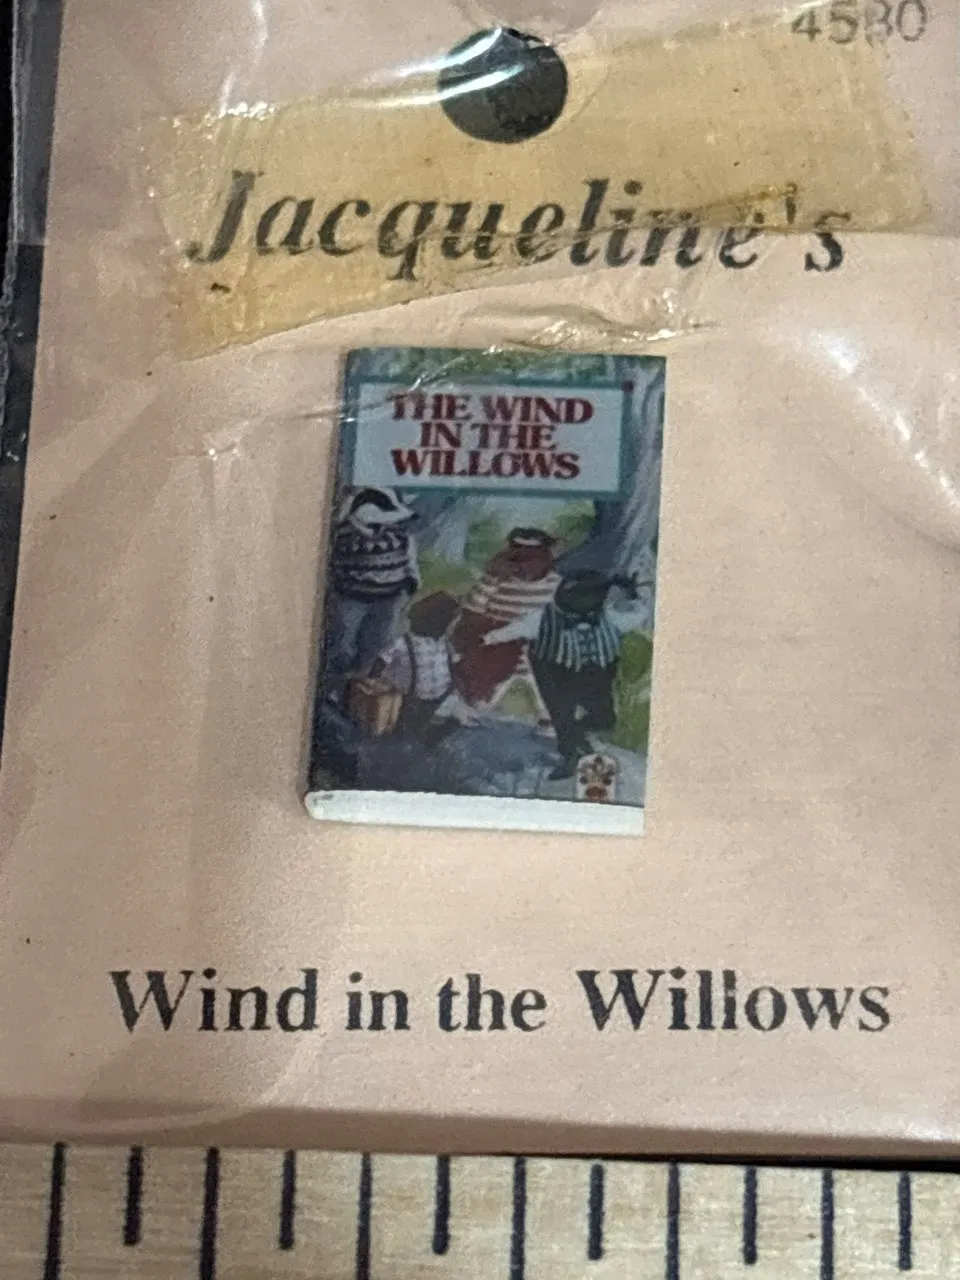 4580
Jacqueline's
THE WIND
IN THE
WILLOWS
Wind in the Willows